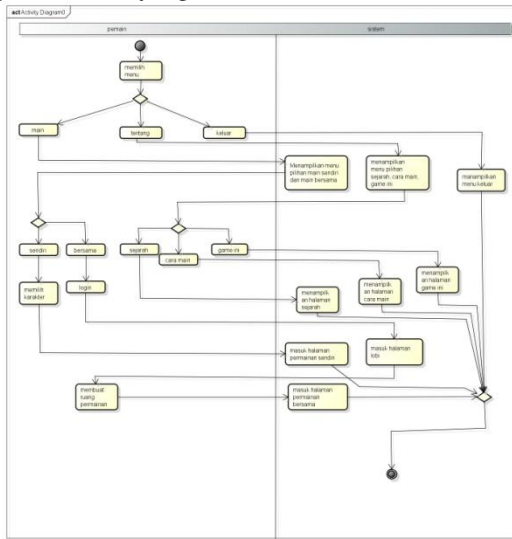 act Activity Diagram0
pemain
sistem
memilih
menu
main
tentang
keluar
Menampilkan menu
pilihan main sendiri
dan main bersama
menampilkan
menu pilihan
sejarah, cara main,
game ini
menampilkan
menu keluar
sendiri
bersama
sejarah
cara main
game ini
memilih
karakter
login
menampilk
an halaman
sejarah
menampilk
an halaman
cara main
menampilk
an halaman
game ini
masuk halaman
permainan sendiri
masuk halaman
lobi
membuat
ruang
permainan
masuk halaman
permainan
bersama